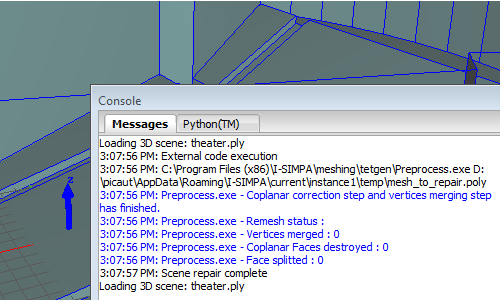 z
Console
Messages Python(TM)
Loading 3D scene: theater.ply
3:07:56 PM: External code execution
3:07:56 PM: C:\Program Files (x86)\I-SIMPA\meshing\tetgen\Preprocess.exe D:
\picaut\AppData\Roaming\I-SIMPA\current\instance1\temp\mesh_to_repair.poly
3:07:56 PM: Preprocess.exe - Coplanar correction step and vertices merging step
has finished.
3:07:56 PM: Preprocess.exe - Remesh status :
3:07:56 PM: Preprocess.exe - Vertices merged : 0
3:07:56 PM: Preprocess.exe - Coplanar Faces destroyed : 0
3:07:56 PM: Preprocess.exe - Face splitted : 0
3:07:57 PM: Scene repair complete
Loading 3D scene: theater.ply